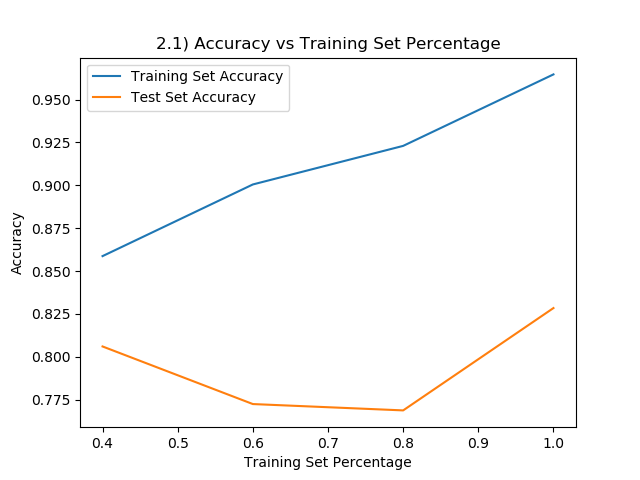 2.1) Accuracy vs Training Set Percentage
Training Set Accuracy
Test Set Accuracy
0.950
0.925
0.900
0.875
0.850
0.825
0.800
0.775
Accuracy
0.4 0.5 0.6 0.7 0.8 0.9 1.0
Training Set Percentage